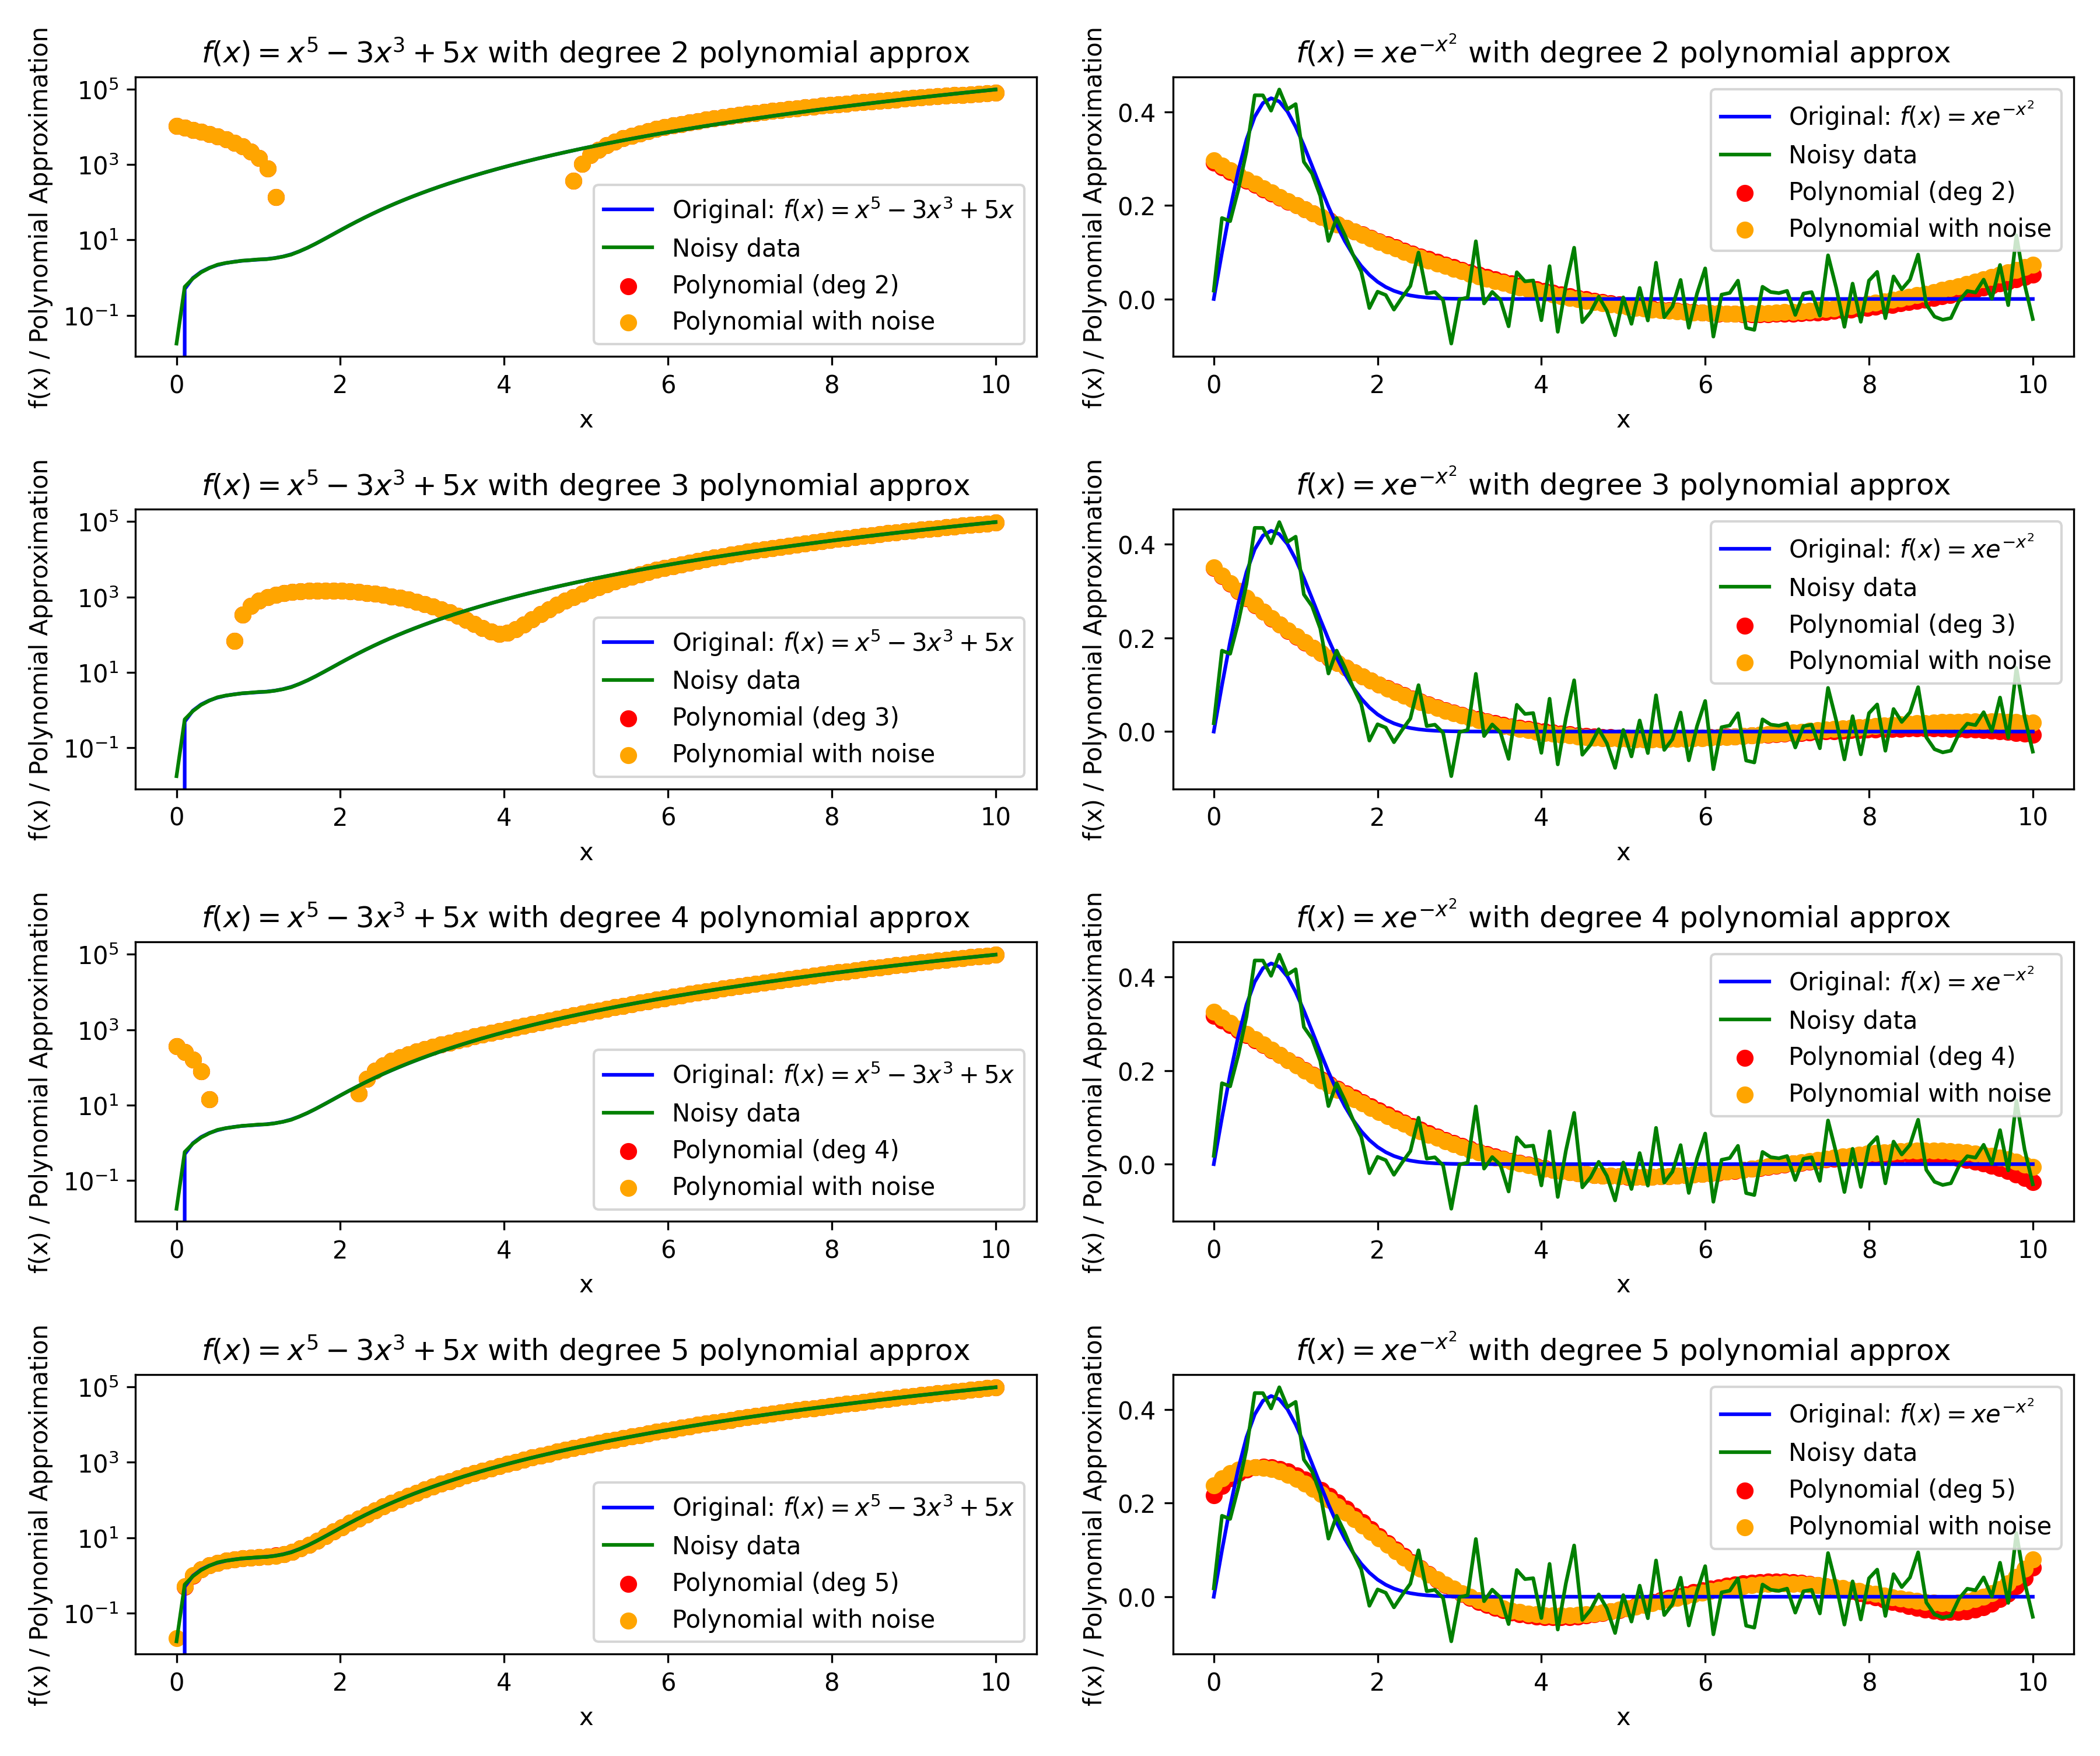 f(x) = x⁵ − 3x³ + 5x with degree 2 polynomial approx
f(x) / Polynomial Approximation
10⁵
10³
10¹
10⁻¹
Original: f(x) = x⁵ − 3x³ + 5x
Noisy data
Polynomial (deg 2)
Polynomial with noise
0 2 4 6 8 10
x
f(x) = xe^{−x²} with degree 2 polynomial approx
f(x) / Polynomial Approximation
0.4
0.2
0.0
Original: f(x) = xe^{−x²}
Noisy data
Polynomial (deg 2)
Polynomial with noise
0 2 4 6 8 10
x
f(x) = x⁵ − 3x³ + 5x with degree 3 polynomial approx
f(x) / Polynomial Approximation
10⁵
10³
10¹
10⁻¹
Original: f(x) = x⁵ − 3x³ + 5x
Noisy data
Polynomial (deg 3)
Polynomial with noise
0 2 4 6 8 10
x
f(x) = xe^{−x²} with degree 3 polynomial approx
f(x) / Polynomial Approximation
0.4
0.2
0.0
Original: f(x) = xe^{−x²}
Noisy data
Polynomial (deg 3)
Polynomial with noise
0 2 4 6 8 10
x
f(x) = x⁵ − 3x³ + 5x with degree 4 polynomial approx
f(x) / Polynomial Approximation
10⁵
10³
10¹
10⁻¹
Original: f(x) = x⁵ − 3x³ + 5x
Noisy data
Polynomial (deg 4)
Polynomial with noise
0 2 4 6 8 10
x
f(x) = xe^{−x²} with degree 4 polynomial approx
f(x) / Polynomial Approximation
0.4
0.2
0.0
Original: f(x) = xe^{−x²}
Noisy data
Polynomial (deg 4)
Polynomial with noise
0 2 4 6 8 10
x
f(x) = x⁵ − 3x³ + 5x with degree 5 polynomial approx
f(x) / Polynomial Approximation
10⁵
10³
10¹
10⁻¹
Original: f(x) = x⁵ − 3x³ + 5x
Noisy data
Polynomial (deg 5)
Polynomial with noise
0 2 4 6 8 10
x
f(x) = xe^{−x²} with degree 5 polynomial approx
f(x) / Polynomial Approximation
0.4
0.2
0.0
Original: f(x) = xe^{−x²}
Noisy data
Polynomial (deg 5)
Polynomial with noise
0 2 4 6 8 10
x